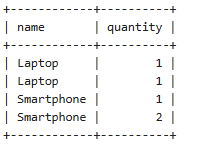 +------------+----------+
| name       | quantity |
+------------+----------+
| Laptop     |        1 |
| Laptop     |        1 |
| Smartphone |        1 |
| Smartphone |        2 |
+------------+----------+